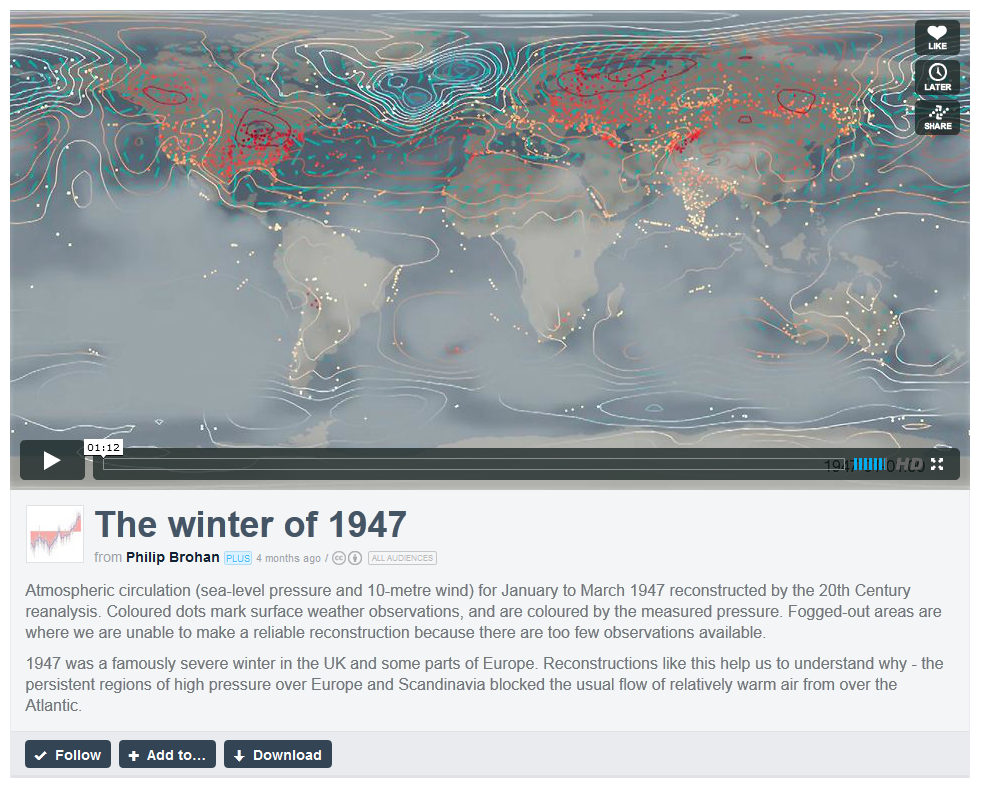 LIKE
LATER
SHARE
01:12
HD
The winter of 1947
from Philip Brohan PLUS 4 months ago / cc ALL AUDIENCES
Atmospheric circulation (sea-level pressure and 10-metre wind) for January to March 1947 reconstructed by the 20th Century
reanalysis. Coloured dots mark surface weather observations, and are coloured by the measured pressure. Fogged-out areas are
where we are unable to make a reliable reconstruction because there are too few observations available.
1947 was a famously severe winter in the UK and some parts of Europe. Reconstructions like this help us to understand why - the
persistent regions of high pressure over Europe and Scandinavia blocked the usual flow of relatively warm air from over the
Atlantic.
Follow
Add to...
Download